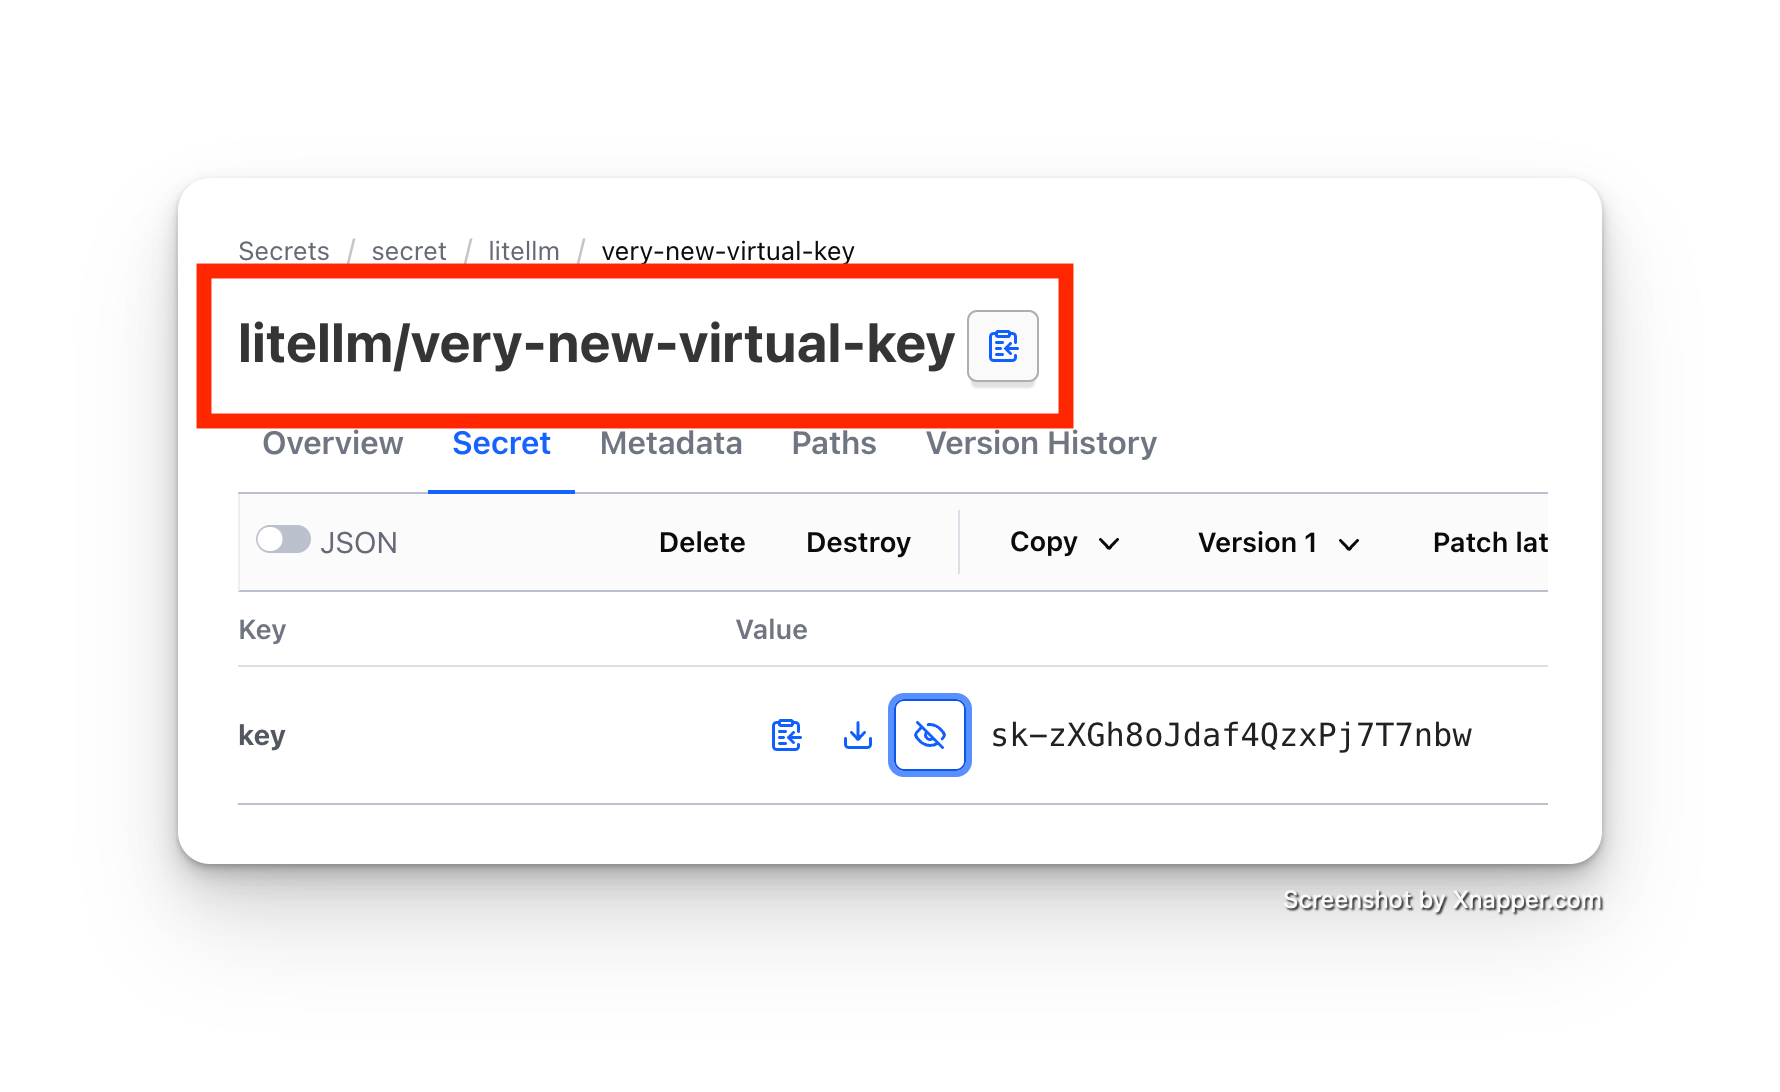 Secrets / secret / litellm / very-new-virtual-key
litellm/very-new-virtual-key
Overview Secret Metadata Paths Version History
JSON Delete Destroy Copy Version 1 Patch lat
Key Value
key sk-zXGh8oJdaf4QzxPj7T7nbw
Screenshot by Xnapper.com